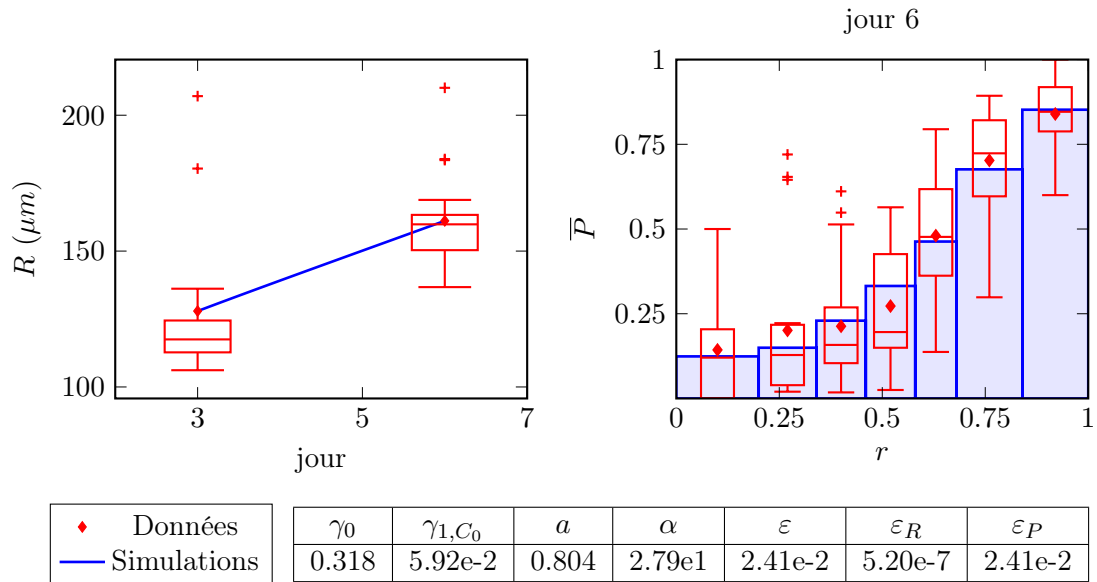 jour 6
200
150
100
R (μm)
3 5 7
jour
1
0.75
0.5
0.25
P̅
0 0.25 0.5 0.75 1
r
Données
Simulations
γ₀ γ₁,C₀ a α ε ε_R ε_P
0.318 5.92e-2 0.804 2.79e1 2.41e-2 5.20e-7 2.41e-2